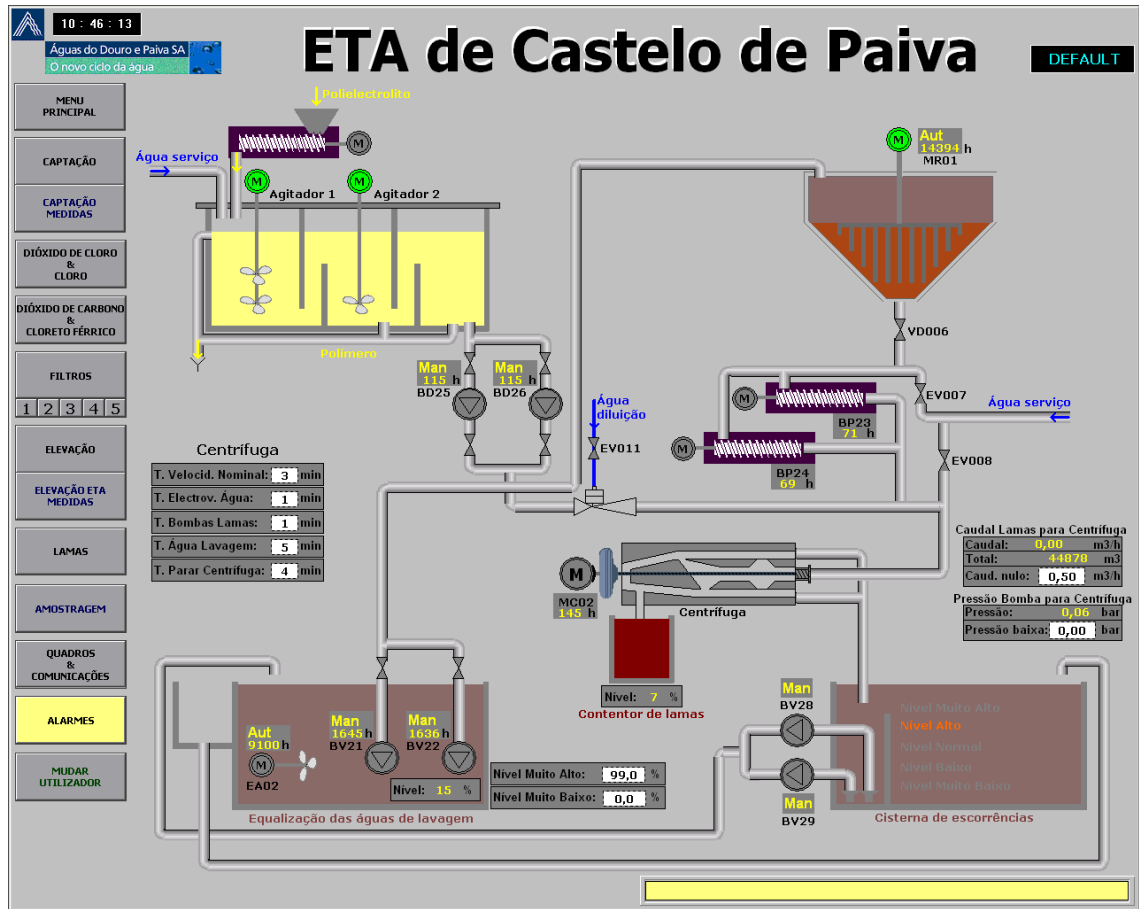 10 : 46 : 13
Águas do Douro e Paiva SA
O novo ciclo da água
ETA de Castelo de Paiva
DEFAULT
MENU
PRINCIPAL
CAPTAÇÃO
CAPTAÇÃO
MEDIDAS
DIÓXIDO DE CLORO
&
CLORO
DIÓXIDO DE CARBONO
&
CLORETO FÉRRICO
FILTROS
1 2 3 4 5
ELEVAÇÃO
ELEVAÇÃO ETA
MEDIDAS
LAMAS
AMOSTRAGEM
QUADROS
&
COMUNICAÇÕES
ALARMES
MUDAR
UTILIZADOR
Polielectrolito
M
Água serviço
M
Agitador 1
M
Agitador 2
Polímero
M
Aut
14394 h
MR01
VD006
Man
115 h
BD25
Man
115 h
BD26
Água
diluição
EV011
M
BP23
71 h
M
BP24
69 h
EV007
Água serviço
EV008
Centrífuga
T. Velocid. Nominal: 3 min
T. Electrov. Água: 1 min
T. Bombas Lamas: 1 min
T. Água Lavagem: 5 min
T. Parar Centrífuga: 4 min
Caudal Lamas para Centrífuga
Caudal: 0,00 m3/h
Total: 44878 m3
Caud. nulo: 0,50 m3/h
Pressão Bomba para Centrífuga
Pressão: 0,06 bar
Pressão baixa: 0,00 bar
M
MC02
145 h
Centrífuga
Nível: 7 %
Contentor de lamas
Aut
9100 h
M
EA02
Man
1645 h
BV21
Man
1636 h
BV22
Nível: 15 %
Equalização das águas de lavagem
Nível Muito Alto: 99,0 %
Nível Muito Baixo: 0,0 %
Man
BV28
Man
BV29
Nível Muito Alto
Nível Alto
Nível Normal
Nível Baixo
Nível Muito Baixo
Cisterna de escorrências